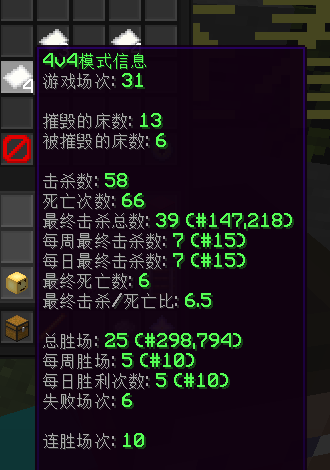 4v4模式信息
游戏场次: 31
摧毁的床数: 13
被摧毁的床数: 6
击杀数: 58
死亡次数: 66
最终击杀总数: 39 (#147,218)
每周最终击杀数: 7 (#15)
每日最终击杀数: 7 (#15)
最终死亡数: 6
最终击杀/死亡比: 6.5
总胜场: 25 (#298,794)
每周胜场: 5 (#10)
每日胜利次数: 5 (#10)
失败场次: 6
连胜场次: 10
4